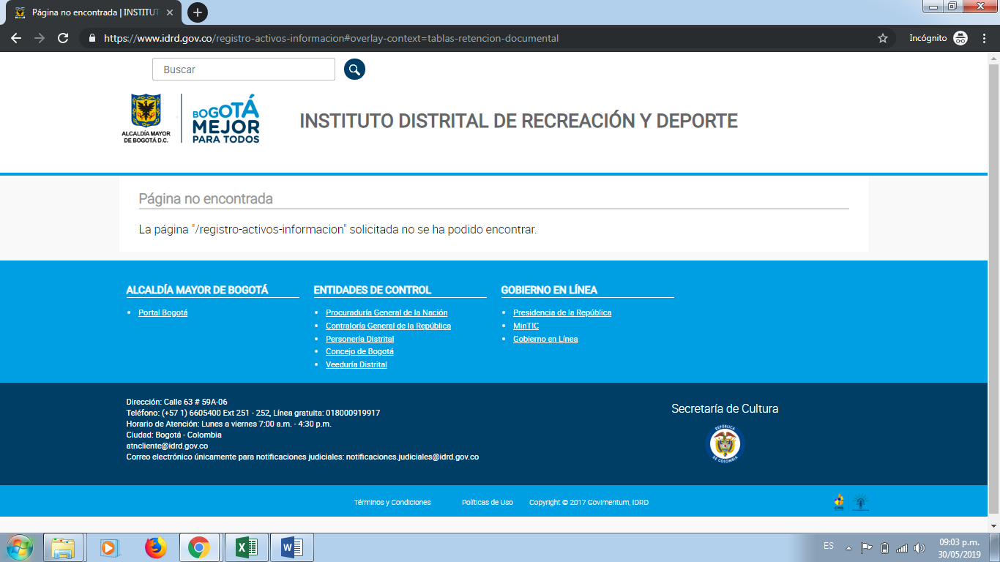 Página no encontrada | INSTITUT
https://www.idrd.gov.co/registro-activos-informacion#overlay-context=tablas-retencion-documental
Incógnito
Buscar
ALCALDÍA MAYOR
DE BOGOTÁ D.C.
BOGOTÁ
MEJOR
PARA TODOS
INSTITUTO DISTRITAL DE RECREACIÓN Y DEPORTE
Página no encontrada
La página "/registro-activos-informacion" solicitada no se ha podido encontrar.
ALCALDÍA MAYOR DE BOGOTÁ
Portal Bogotá
ENTIDADES DE CONTROL
Procuraduría General de la Nación
Contraloría General de la República
Personería Distrital
Concejo de Bogotá
Veeduría Distrital
GOBIERNO EN LÍNEA
Presidencia de la República
MinTIC
Gobierno en Línea
Dirección: Calle 63 # 59A-06
Teléfono: (+57 1) 6605400 Ext 251 - 252, Línea gratuita: 018000919917
Horario de Atención: Lunes a viernes 7:00 a.m. - 4:30 p.m.
Ciudad: Bogotá - Colombia
atncliente@idrd.gov.co
Correo electrónico únicamente para notificaciones judiciales: notificaciones.judiciales@idrd.gov.co
Secretaría de Cultura
REPÚBLICA
DE COLOMBIA
Términos y Condiciones
Políticas de Uso
Copyright © 2017 Govimentum, IDRD
ES
09:03 p.m.
30/05/2019